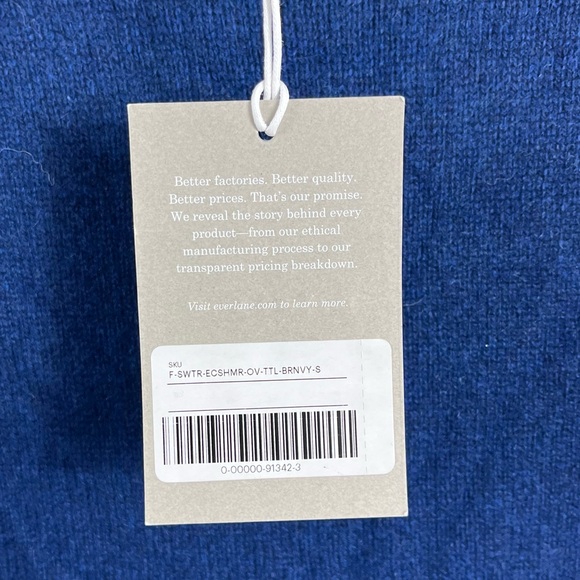 Better factories. Better quality.
Better prices. That's our promise.
We reveal the story behind every
product—from our ethical
manufacturing process to our
transparent pricing breakdown.
Visit everlane.com to learn more.
SKU
F-SWTR-ECSHMR-OV-TTL-BRNVY-S
0-00000-91342-3